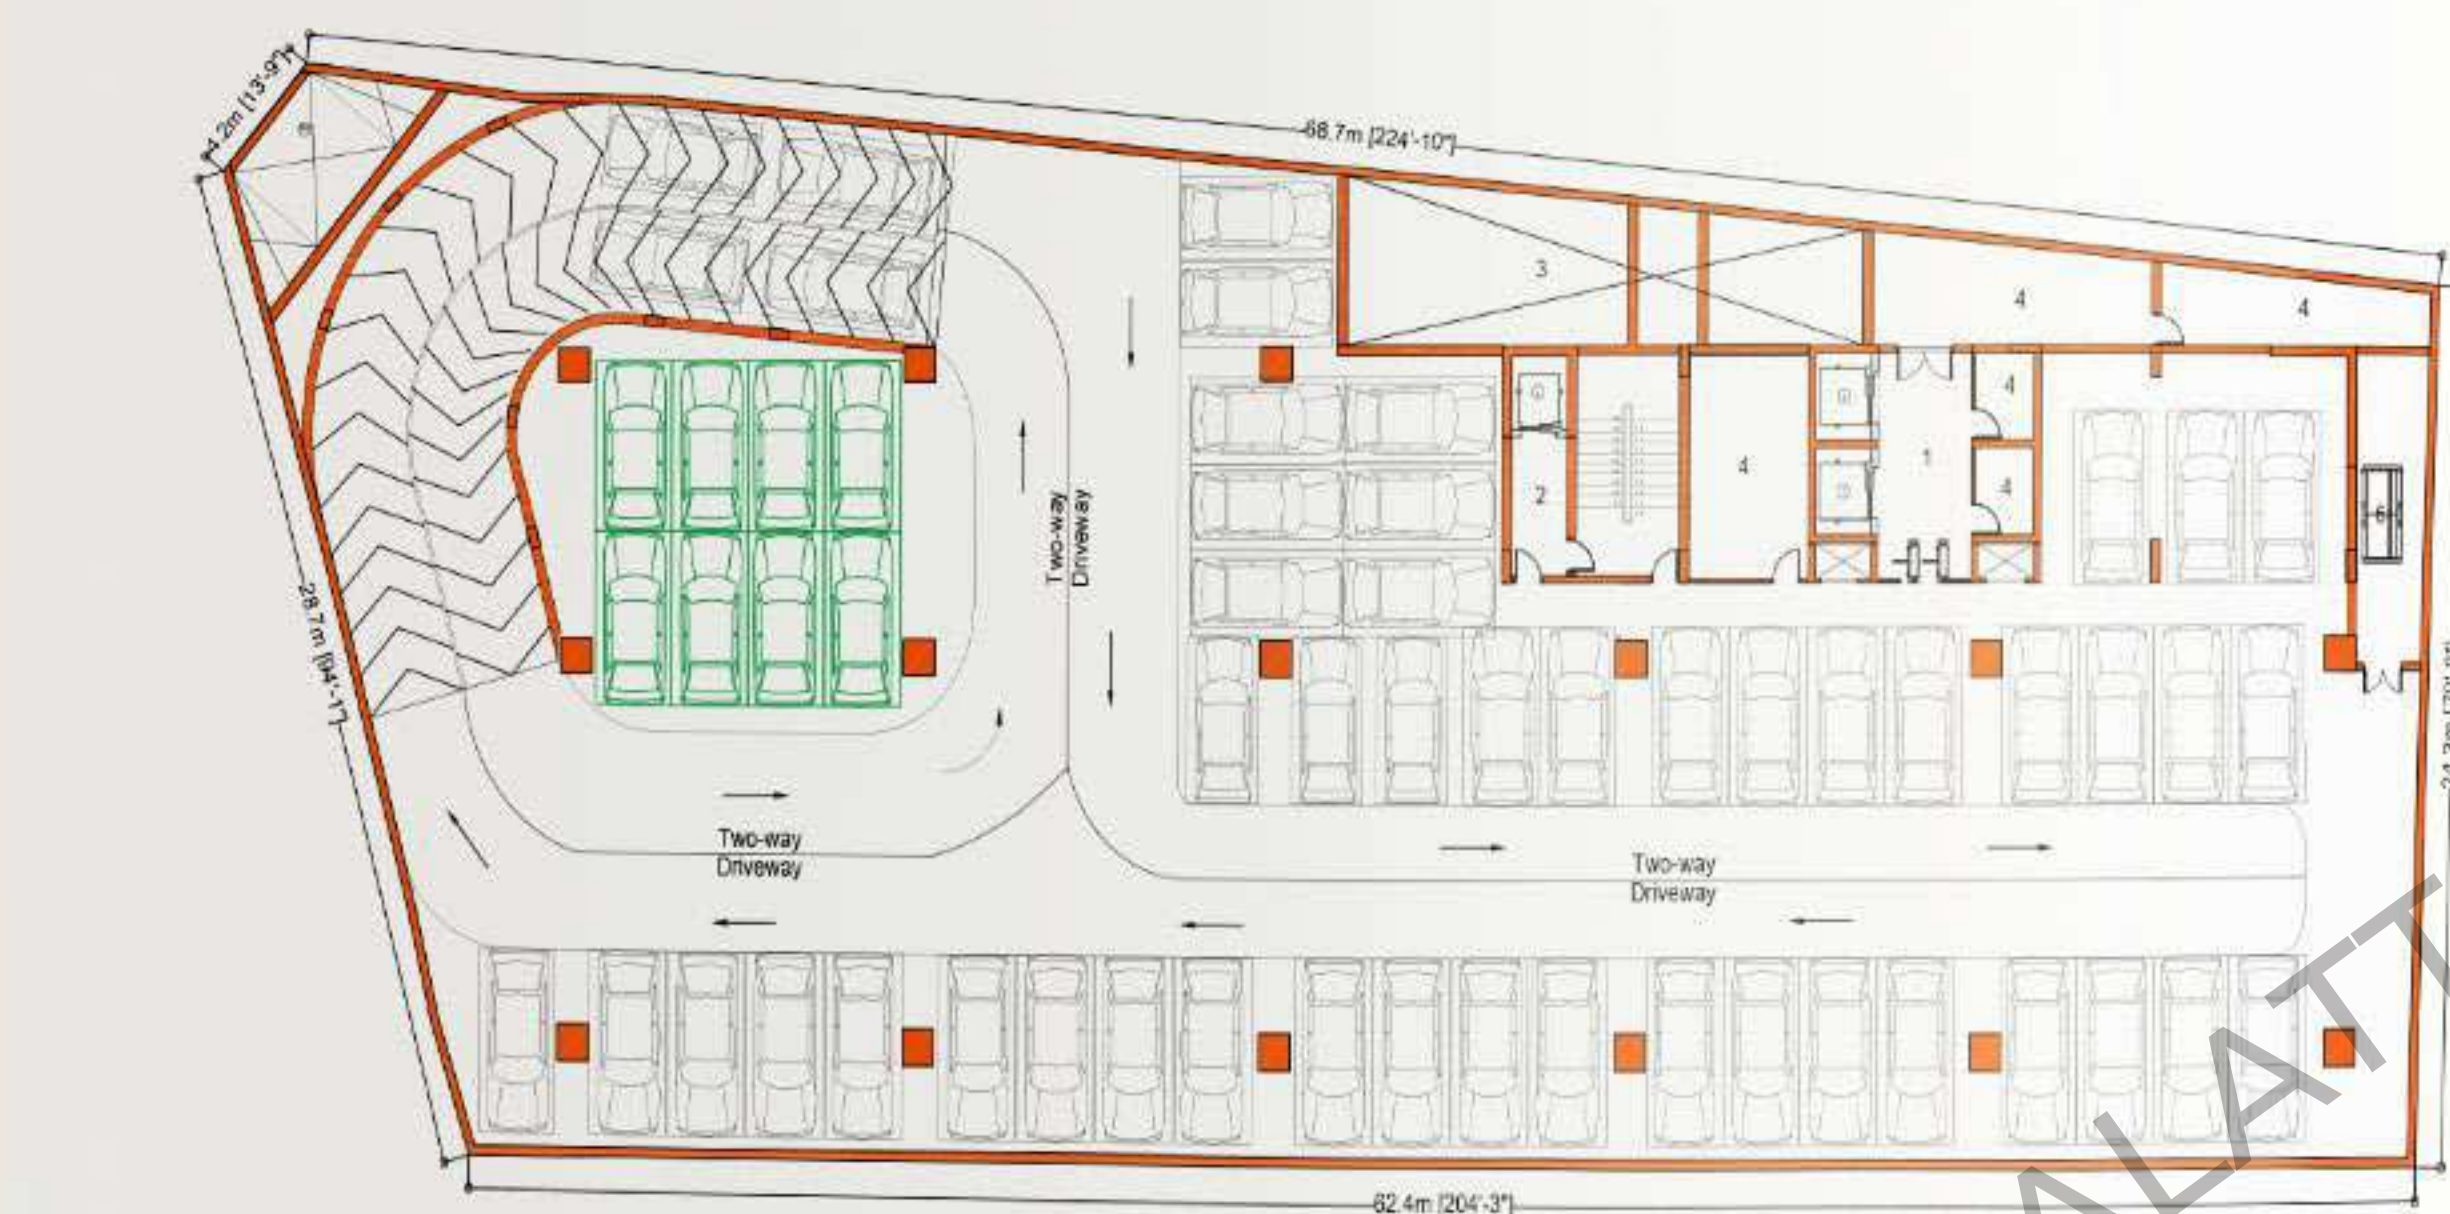 4.2m [13'-9"]
68.7m [224'-10"]
3
4
4
4
4
1
4
2
6
Two-way
Driveway
28.7m [94'-1"]
Two-way
Driveway
Two-way
Driveway
62.4m [204'-3"]
ALATT